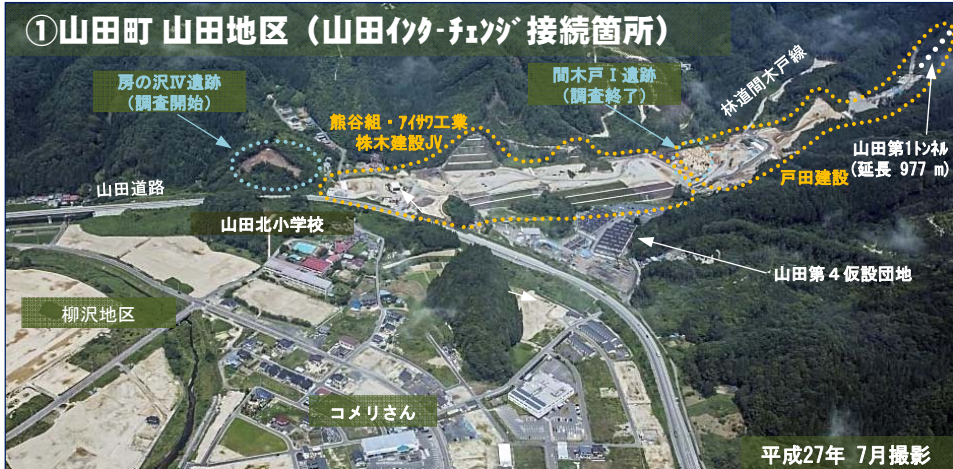 ①山田町 山田地区（山田ｲﾝﾀｰﾁｪﾝｼﾞ接続箇所）
房の沢Ⅳ遺跡
（調査開始）
間木戸Ⅰ遺跡
（調査終了）
林道間木戸線
熊谷組・ｱｲｻﾜ工業
株木建設JV
山田第1ﾄﾝﾈﾙ
（延長 977 m）
戸田建設
山田道路
山田北小学校
山田第４仮設団地
柳沢地区
コメリさん
平成27年 7月撮影